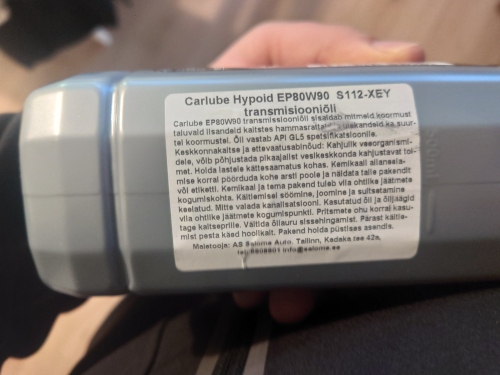 Carlube Hypoid EP80W90 S112-XEY
transmisiooniõli
Carlube EP80W90 transmissiooniõli sisaldab mitmeid koormust
taluvaid lisandeid kaitstes hammasrattaid ka suur-
tel koormustel. Õli vastab API GL5 spetsifikatsioonile.
Keskkonnakaitse ja ettevaatusabinõud: Kahjulik veeorganismi-
dele, võib põhjustada pikaajalist vesikeskkonda kahjustavat toi-
met. Hoida lastele kättesaamatus kohas. Kemikaali allaneela-
mise korral pöörduda kohe arsti poole ja näidata talle pakendit
või etiketti. Kemikaal ja tema pakend tuleb viia ohtlike jäätmete
kogumiskohta. Käitlemisel söömine, joomine ja suitsetamine
keelatud. Mitte valada kanalisatsiooni. Kasutatud õli ja õlijäägid
viia ohtlike jäätmete kogumispunkti. Pritsmete ohu korral kasu-
tage kaitseprille. Vältida õliauru sissehingamist. Pärast käitle-
mist pesta käed hoolikalt. Pakend hoida püstises asendis.
Maaletooja: AS Salome Auto, Tallinn, Kadaka tee 42a,
info@salome.ee